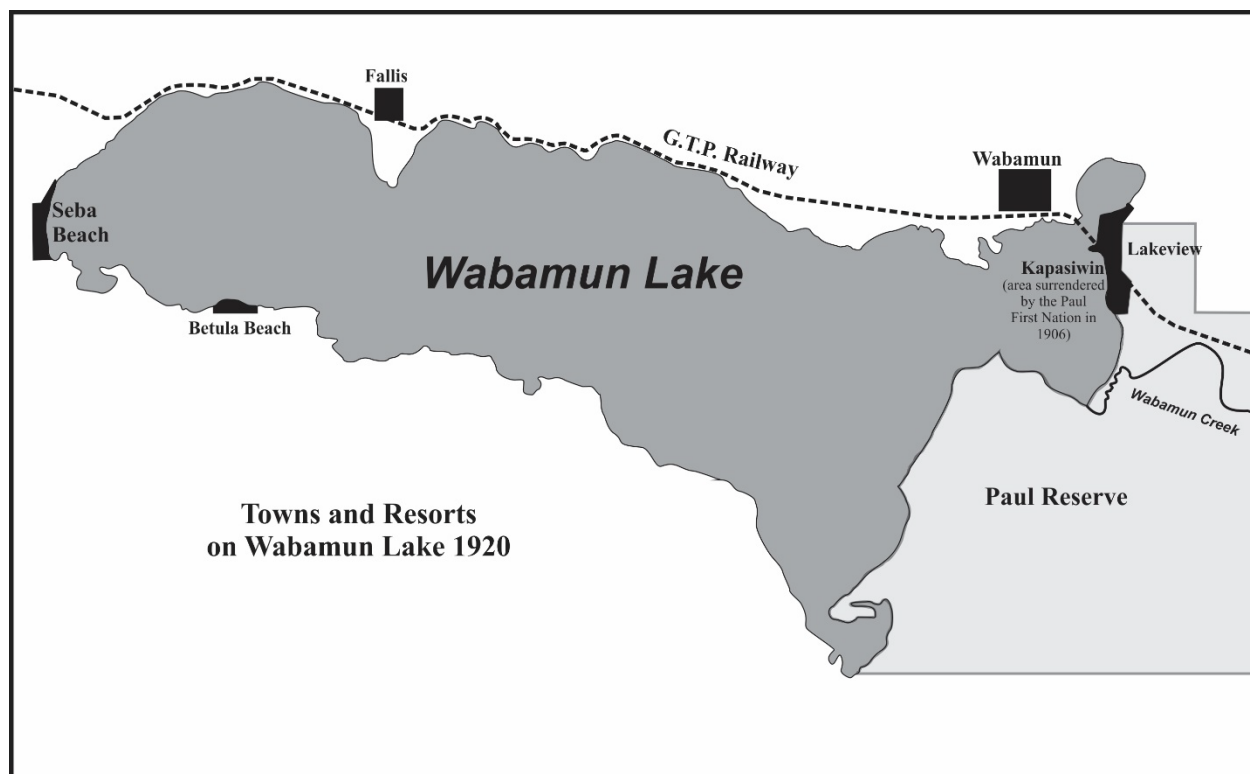 Fallis
G.T.P. Railway
Wabamun
Seba
Beach
Lakeview
Wabamun Lake
Kapasiwin
(area surrendered
by the Paul
First Nation in
1906)
Betula Beach
Wabamun Creek
Paul Reserve
Towns and Resorts
on Wabamun Lake 1920